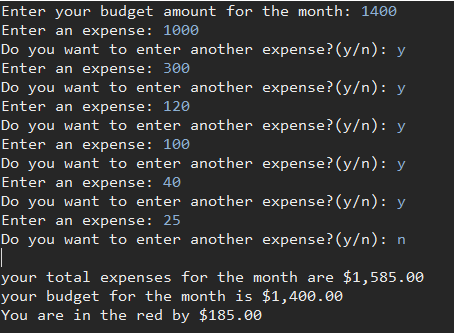 Enter your budget amount for the month: 1400
Enter an expense: 1000
Do you want to enter another expense?(y/n): y
Enter an expense: 300
Do you want to enter another expense?(y/n): y
Enter an expense: 120
Do you want to enter another expense?(y/n): y
Enter an expense: 100
Do you want to enter another expense?(y/n): y
Enter an expense: 40
Do you want to enter another expense?(y/n): y
Enter an expense: 25
Do you want to enter another expense?(y/n): n
your total expenses for the month are $1,585.00
your budget for the month is $1,400.00
You are in the red by $185.00